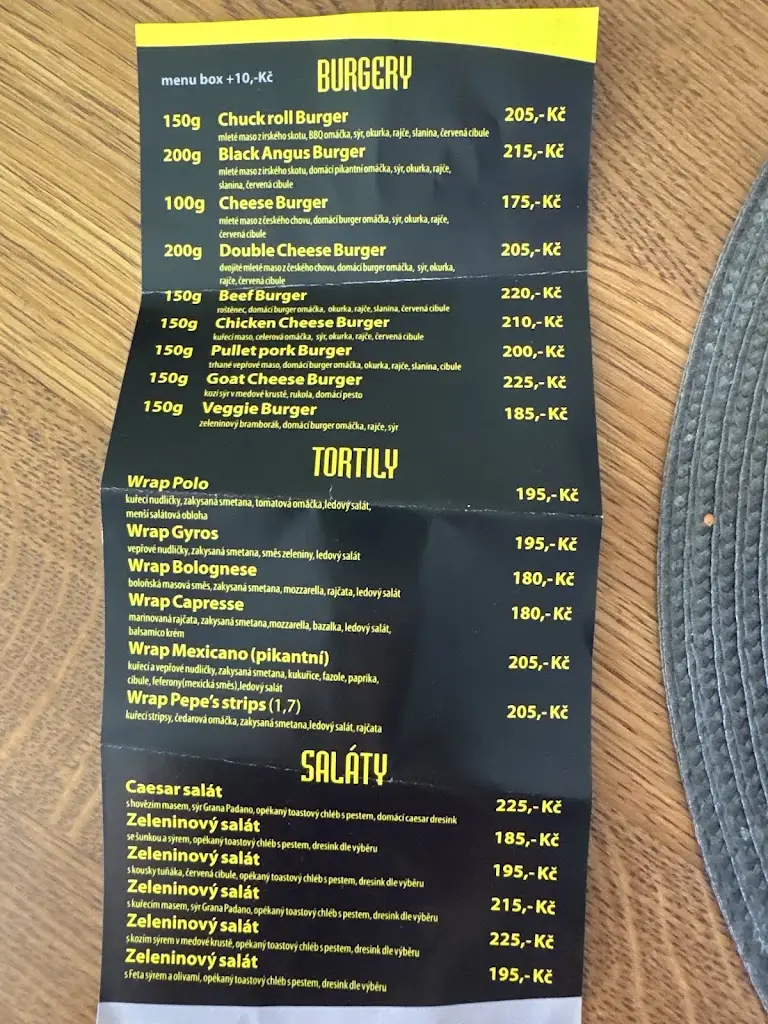 menu box +10,-Kč
BURGERY
150g Chuck roll Burger 205,- Kč
mleté maso z irského skotu, BBQ omáčka, sýr, okurka, rajče, slanina, červená cibule
200g Black Angus Burger 215,- Kč
mleté maso z irského skotu, domácí pikantní omáčka, sýr, okurka, rajče,
slanina, červená cibule
100g Cheese Burger 175,- Kč
mleté maso z českého chovu, domácí burger omáčka, sýr, okurka, rajče,
červená cibule
200g Double Cheese Burger 205,- Kč
dvojité mleté maso z českého chovu, domácí burger omáčka, sýr, okurka,
rajče, červená cibule
150g Beef Burger 220,- Kč
roštěnec, domácí burger omáčka, okurka, rajče, slanina, červená cibule
150g Chicken Cheese Burger 210,- Kč
kuřecí maso, celerová omáčka, sýr, okurka, rajče, červená cibule
150g Pullet pork Burger 200,- Kč
trhané vepřové maso, domácí burger omáčka, okurka, rajče, slanina, cibule
150g Goat Cheese Burger 225,- Kč
kozí sýr v medové krustě, rukola, domácí pesto
150g Veggie Burger 185,- Kč
zeleninový bramborák, domácí burger omáčka, rajče, sýr
TORTILY
Wrap Polo 195,- Kč
kuřecí nudličky, zakysaná smetana, tomatová omáčka, ledový salát,
menší salátová obloha
Wrap Gyros 195,- Kč
vepřové nudličky, zakysaná smetana, směs zeleniny, ledový salát
Wrap Bolognese 180,- Kč
boloňská masová směs, zakysaná smetana, mozzarella, rajčata, ledový salát
Wrap Capresse 180,- Kč
marinovaná rajčata, zakysaná smetana, mozzarella, bazalka, ledový salát,
balsamico krém
Wrap Mexicano (pikantní) 205,- Kč
kuřecí a vepřové nudličky, zakysaná smetana, kukuřice, fazole, paprika,
cibule, feferony(mexická směs), ledový salát
Wrap Pepe's strips (1,7) 205,- Kč
kuřecí stripsy, čedarová omáčka, zakysaná smetana, ledový salát, rajčata
SALÁTY
Caesar salát 225,- Kč
s hovězím masem, sýr Grana Padano, opékaný toastový chléb s pestem, domácí caesar dresink
Zeleninový salát 185,- Kč
se šunkou a sýrem, opékaný toastový chléb s pestem, dresink dle výběru
Zeleninový salát 195,- Kč
s kousky tuňáka, červená cibule, opékaný toastový chléb s pestem, dresink dle výběru
Zeleninový salát 215,- Kč
s kuřecím masem, sýr Grana Padano, opékaný toastový chléb s pestem, dresink dle výběru
Zeleninový salát 225,- Kč
s kozím sýrem v medové krustě, opékaný toastový chléb s pestem, dresink dle výběru
Zeleninový salát 195,- Kč
s Feta sýrem a olivami, opékaný toastový chléb s pestem, dresink dle výběru